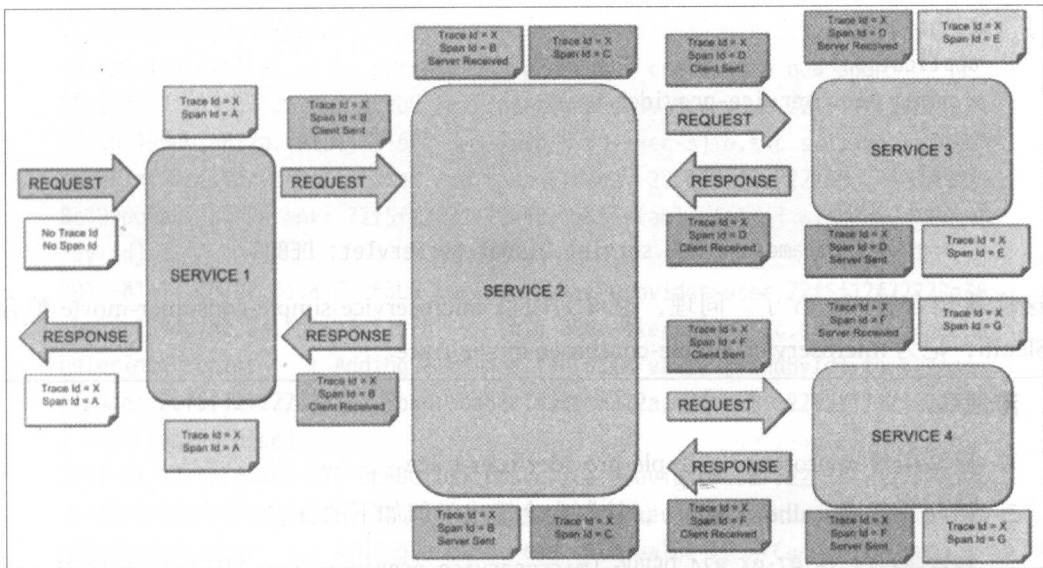 Trace Id = X
Span Id = B
Server Received
Trace Id = X
Span Id = C
Trace Id = X
Span Id = D
Client Sent
Trace Id = X
Span Id = D
Server Received
Trace Id = X
Span Id = E
Trace Id = X
Span Id = A
Trace Id = X
Span Id = B
Client Sent
REQUEST
REQUEST
REQUEST
No Trace Id
No Span Id
SERVICE 1
SERVICE 2
SERVICE 3
RESPONSE
Trace Id = X
Span Id = D
Client Received
Trace Id = X
Span Id = D
Server Sent
Trace Id = X
Span Id = E
RESPONSE
RESPONSE
Trace Id = X
Span Id = A
Trace Id = X
Span Id = A
Trace Id = X
Span Id = B
Client Received
Trace Id = X
Span Id = F
Client Sent
Trace Id = X
Span Id = F
Server Received
Trace Id = X
Span Id = G
REQUEST
SERVICE 4
RESPONSE
Trace Id = X
Span Id = B
Server Sent
Trace Id = X
Span Id = C
Trace Id = X
Span Id = F
Client Received
Trace Id = X
Span Id = F
Server Sent
Trace Id = X
Span Id = G